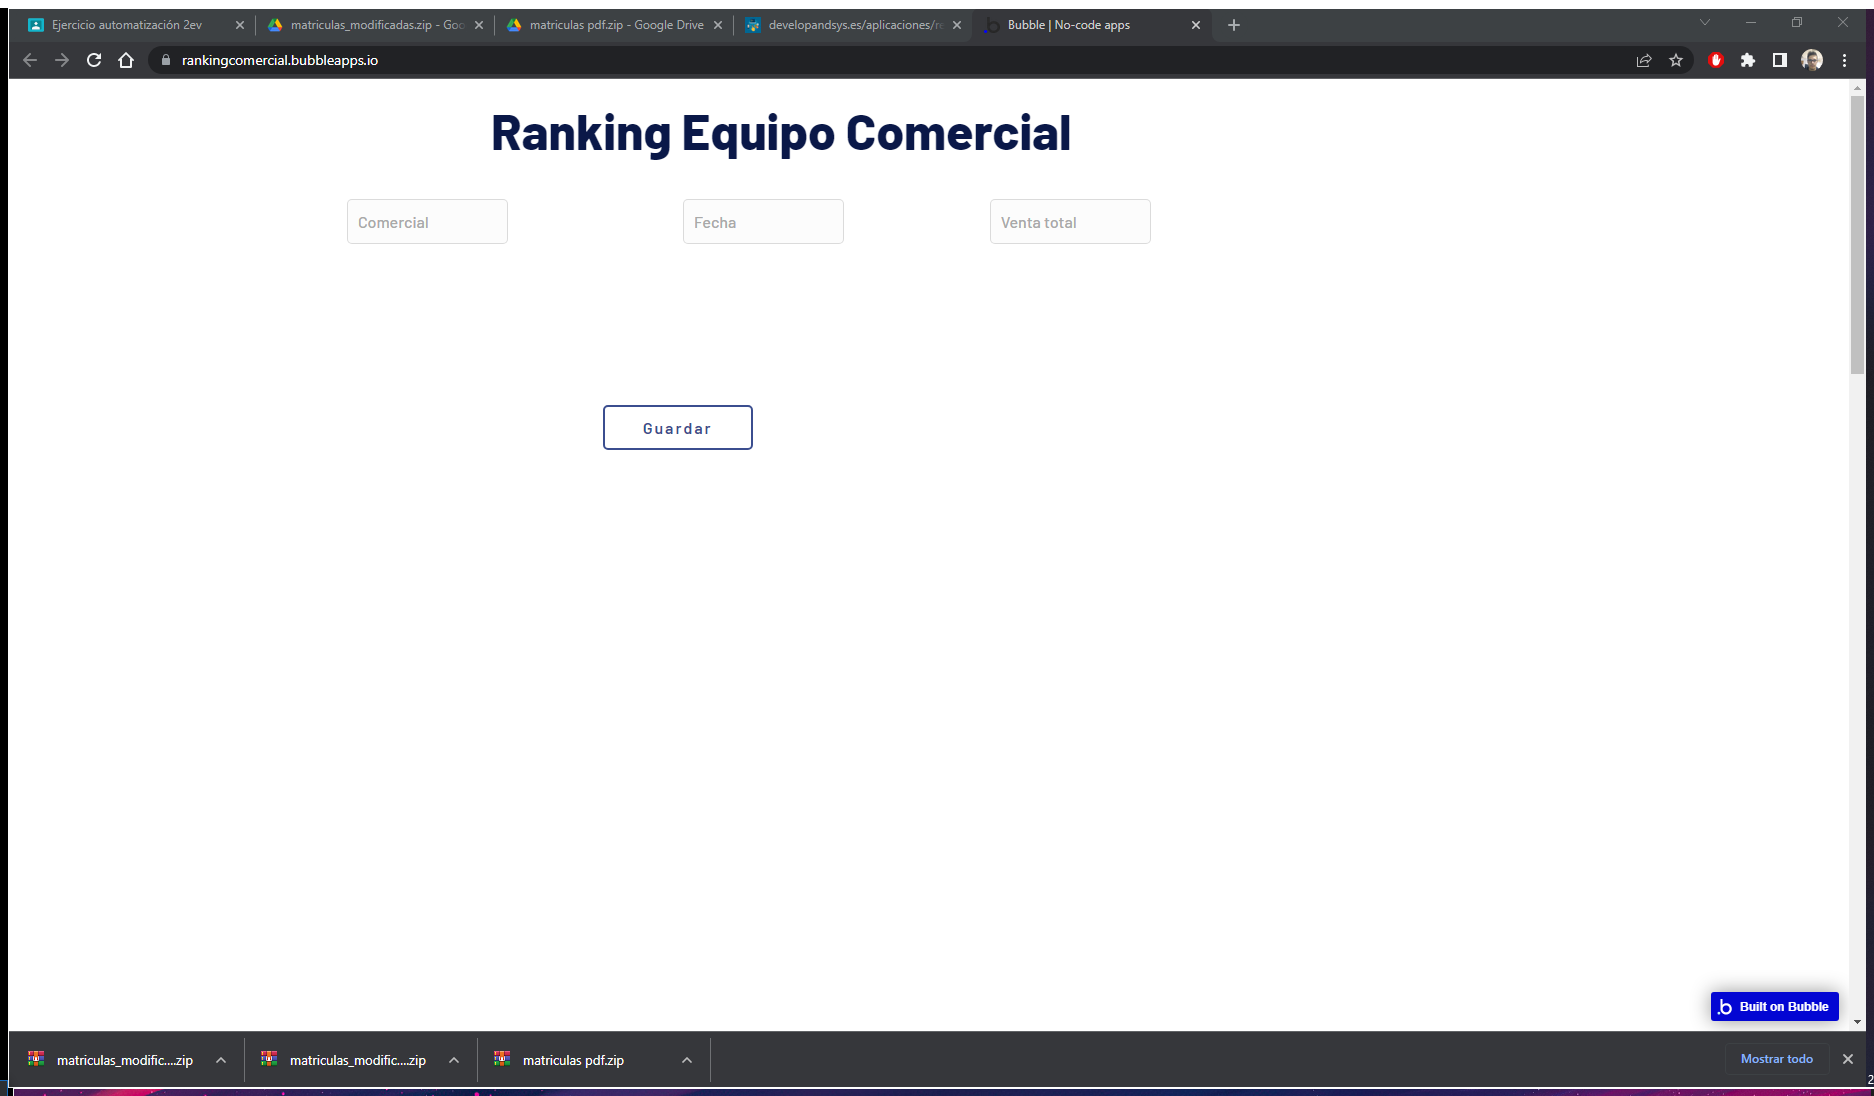 Ejercicio automatización 2ev
matriculas_modificadas.zip - Goo
matriculas pdf.zip - Google Drive
developandsys.es/aplicaciones/re
Bubble | No-code apps
rankingcomercial.bubbleapps.io
Ranking Equipo Comercial
Comercial
Fecha
Venta total
Guardar
Built on Bubble
matriculas_modific....zip
matriculas_modific....zip
matriculas pdf.zip
Mostrar todo
2